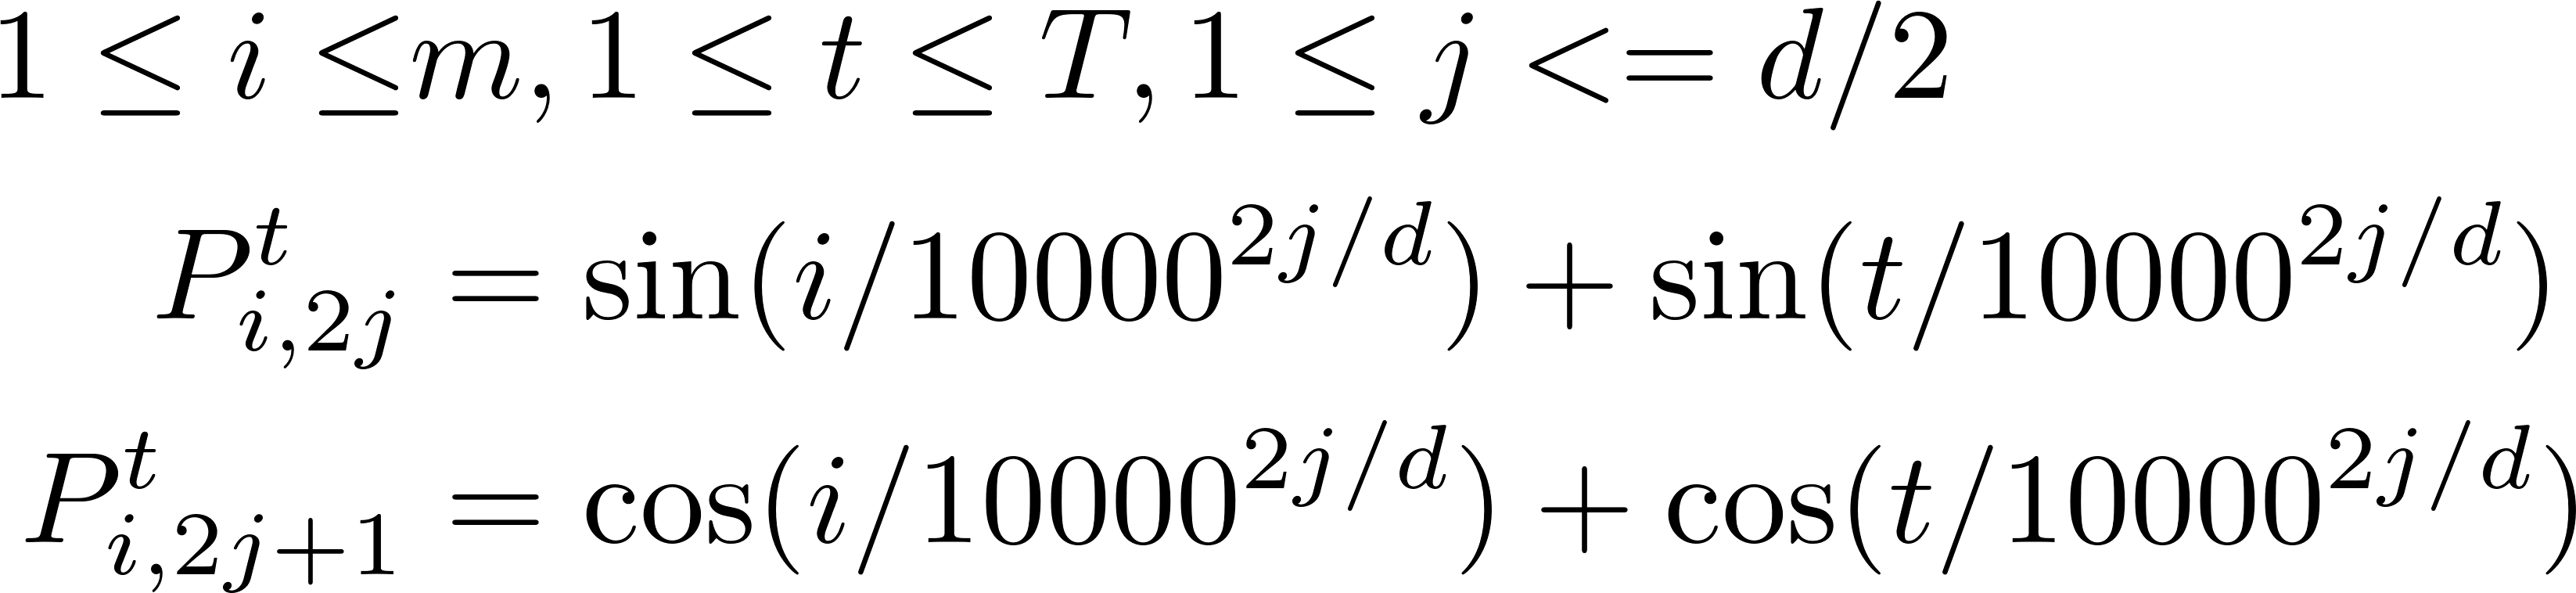 1 ≤ i ≤m, 1 ≤ t ≤ T, 1 ≤ j <= d/2
P^t_{i,2j} = sin(i/10000^{2j/d}) + sin(t/10000^{2j/d})
P^t_{i,2j+1} = cos(i/10000^{2j/d}) + cos(t/10000^{2j/d})